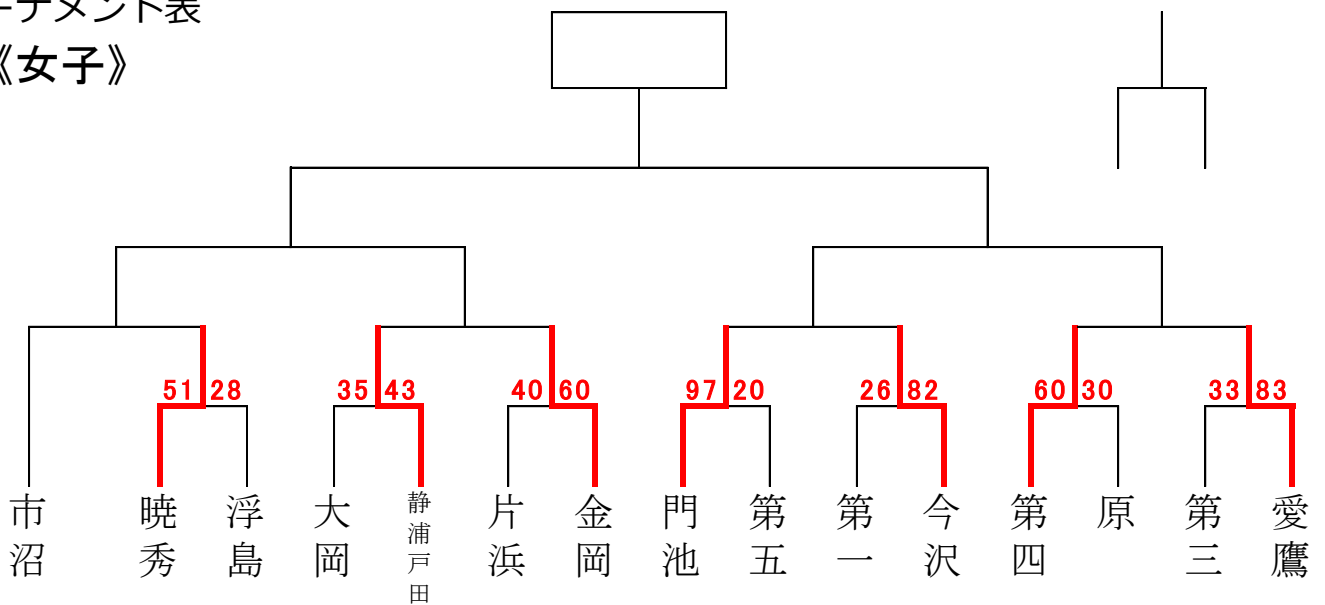 ーナメント表
《女子》
51 28
35 43
40 60
97 20
26 82
60 30
33 83
市沼
暁秀
浮島
大岡
静浦戸田
片浜
金岡
門池
第五
第一
今沢
第四
原
第三
愛鷹